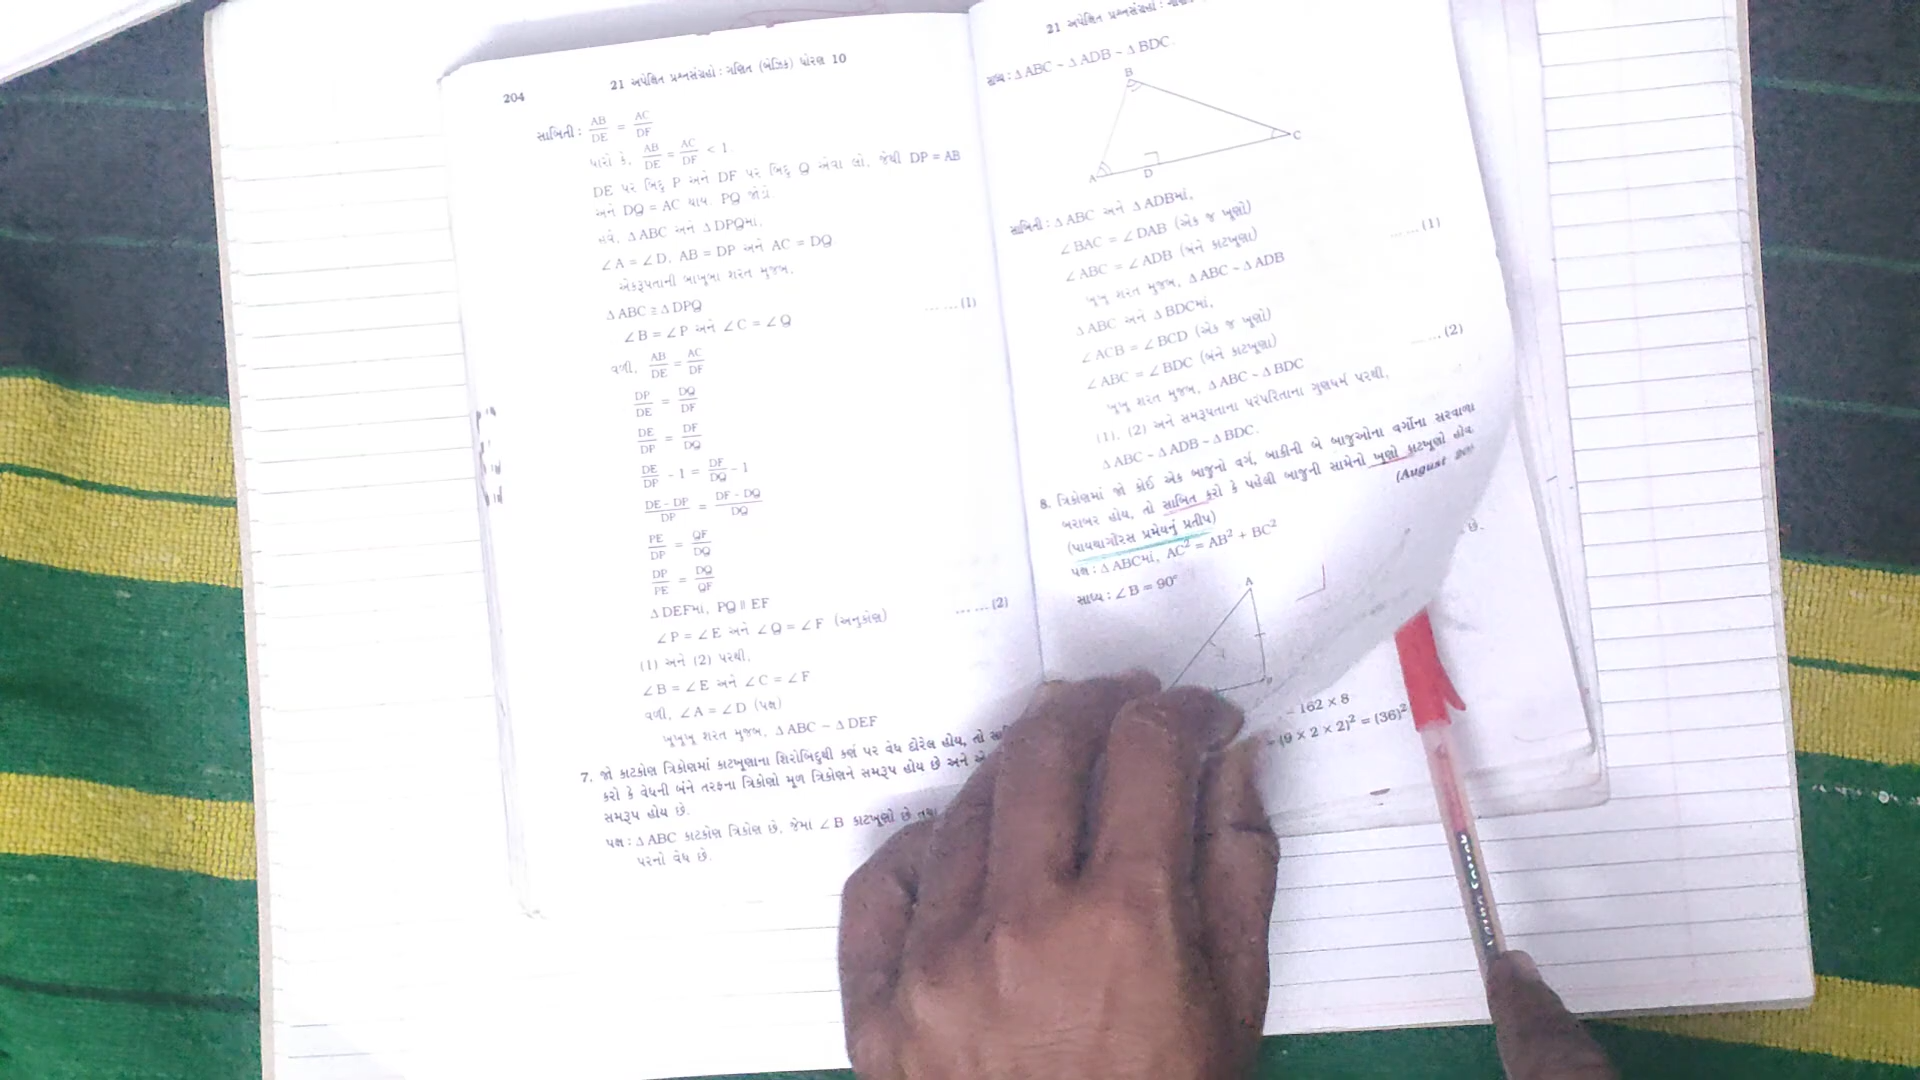 204
21 અપેક્ષિત પ્રશ્નસંગ્રહો : ગણિત (બેઝિક) ધોરણ 10
સાબિતી : AB/DE = AC/DF
ધારો કે, AB/DE = AC/DF < 1.
DE પર બિંદુ P અને DF પર બિંદુ Q એવા લો, જેથી DP = AB
અને DQ = AC થાય. PQ જોડો.
હવે, Δ ABC અને Δ DPQમાં,
∠A = ∠D, AB = DP અને AC = DQ
એકરૂપતાની બાખૂબા શરત મુજબ,
Δ ABC ≅ Δ DPQ
∠B = ∠P અને ∠C = ∠Q ...... (1)
વળી, AB/DE = AC/DF
DP/DE = DQ/DF
DE/DP = DF/DQ
DE/DP - 1 = DF/DQ - 1
DE - DP/DP = DF - DQ/DQ
PE/DP = QF/DQ
DP/PE = DQ/QF
Δ DEFમાં, PQ || EF
∠P = ∠E અને ∠Q = ∠F (અનુકોણ) ...... (2)
(1) અને (2) પરથી,
∠B = ∠E અને ∠C = ∠F
વળી, ∠A = ∠D (પક્ષ)
ખૂખૂખૂ શરત મુજબ, Δ ABC ~ Δ DEF
7. જો કાટકોણ ત્રિકોણમાં કાટખૂણાના શિરોબિંદુથી કર્ણ પર વેધ દોરેલ હોય, તો
કરો કે વેધની બંને તરફના ત્રિકોણો મૂળ ત્રિકોણને સમરૂપ હોય છે અને
સમરૂપ હોય છે.
પક્ષ : Δ ABC કાટકોણ ત્રિકોણ છે, જેમાં ∠B કાટખૂણો છે
પરનો વેધ છે.
21 અપેક્ષિત પ્રશ્નસંગ્રહો :
સાધ્ય : Δ ABC ~ Δ ADB ~ Δ BDC.
B
C
A
D
સાબિતી : Δ ABC અને Δ ADBમાં,
∠BAC = ∠DAB (એક જ ખૂણો)
∠ABC = ∠ADB (બંને કાટખૂણા)
ખૂખૂ શરત મુજબ, Δ ABC ~ Δ ADB ...... (1)
Δ ABC અને Δ BDCમાં,
∠ACB = ∠BCD (એક જ ખૂણો)
∠ABC = ∠BDC (બંને કાટખૂણા)
ખૂખૂ શરત મુજબ, Δ ABC ~ Δ BDC ...... (2)
(1), (2) અને સમરૂપતાના પરંપરિતાના ગુણધર્મ પરથી,
Δ ABC ~ Δ ADB ~ Δ BDC.
8. ત્રિકોણમાં જો કોઈ એક બાજુનો વર્ગ, બાકીની બે બાજુઓના વર્ગોના સરવાળા
બરાબર હોય, તો સાબિત કરો કે પહેલી બાજુની સામેનો ખૂણો કાટખૂણો હોય
(પાયથાગોરસ પ્રમેયનું પ્રતીપ) (August
પક્ષ : Δ ABCમાં, AC² = AB² + BC²
સાધ્ય : ∠B = 90°
A
છે.
= 162 × 8
= (9 × 2 × 2)² = (36)²